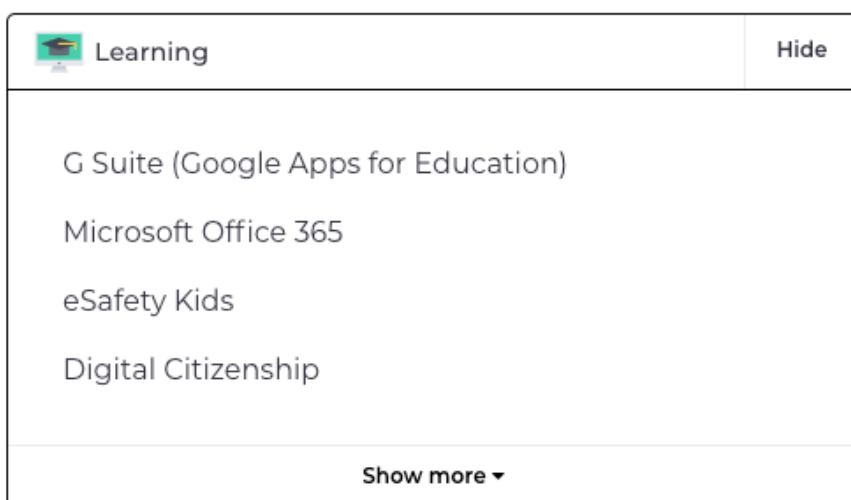 Learning
Hide
G Suite (Google Apps for Education)
Microsoft Office 365
eSafety Kids
Digital Citizenship
Show more